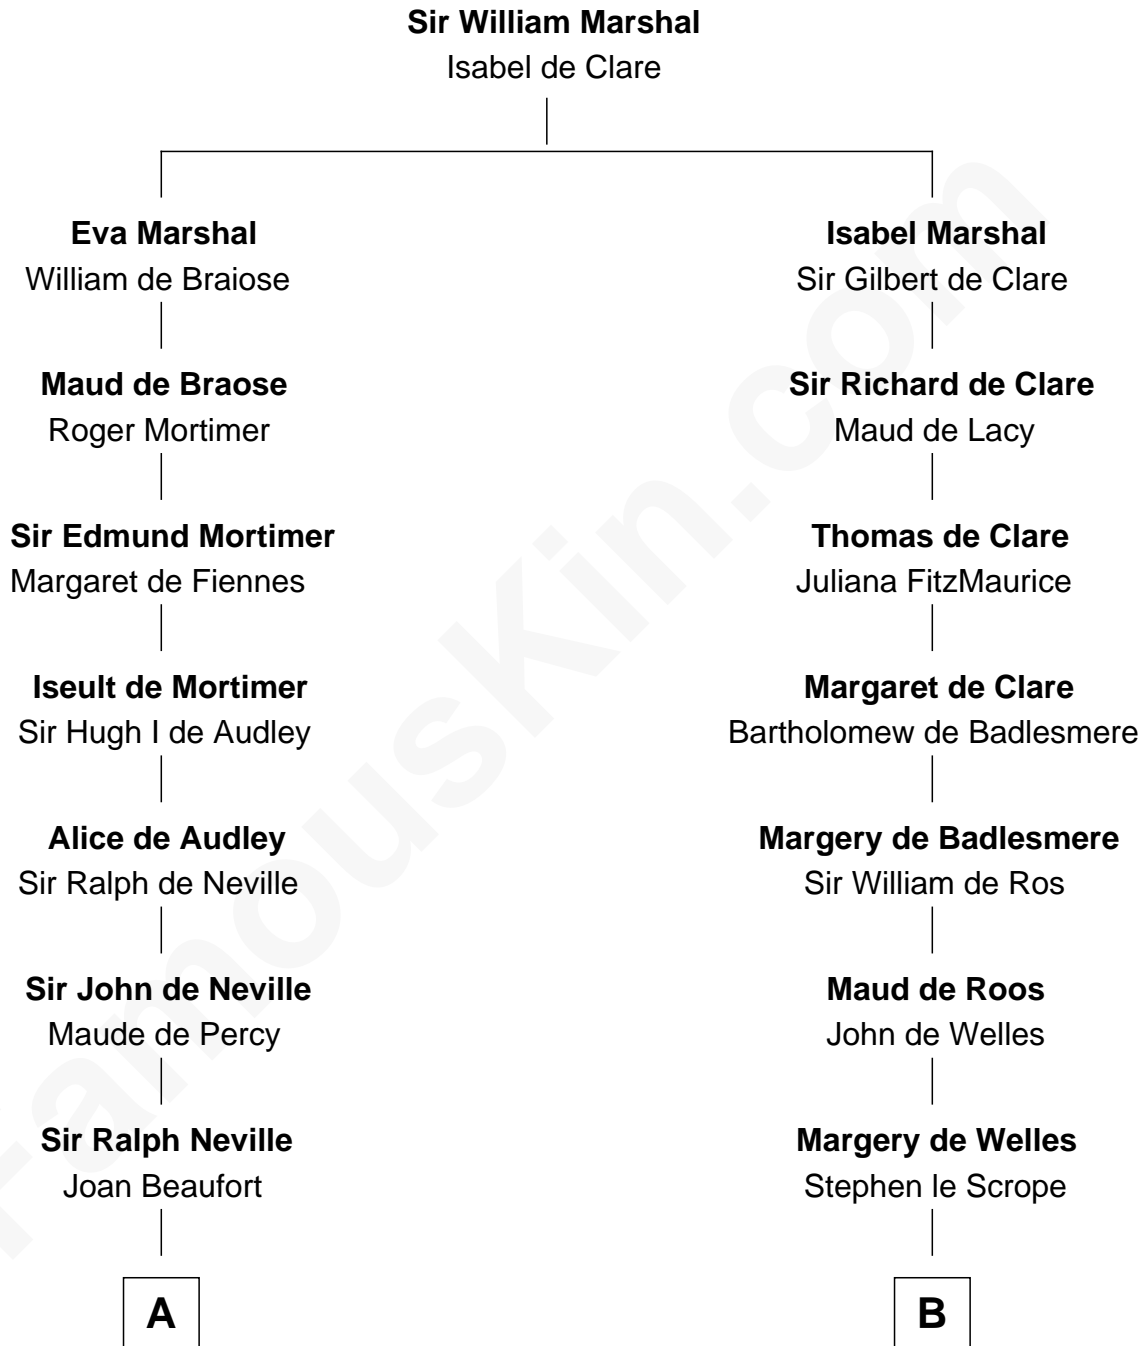 Sir William Marshal
Isabel de Clare
Eva Marshal
William de Braiose
Isabel Marshal
Sir Gilbert de Clare
Maud de Braose
Roger Mortimer
Sir Richard de Clare
Maud de Lacy
Sir Edmund Mortimer
Margaret de Fiennes
Thomas de Clare
Juliana FitzMaurice
Iseult de Mortimer
Sir Hugh I de Audley
Margaret de Clare
Bartholomew de Badlesmere
Alice de Audley
Sir Ralph de Neville
Margery de Badlesmere
Sir William de Ros
Sir John de Neville
Maude de Percy
Maud de Roos
John de Welles
Sir Ralph Neville
Joan Beaufort
Margery de Welles
Stephen le Scrope
A
B
FamousKin.com